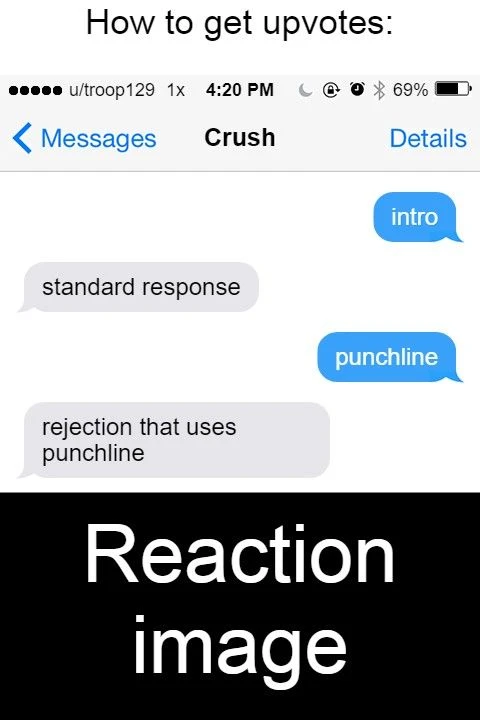 How to get upvotes:
u/troop129 1x 4:20 PM 69%
Messages Crush Details
intro
standard response
punchline
rejection that uses
punchline
Reaction
image